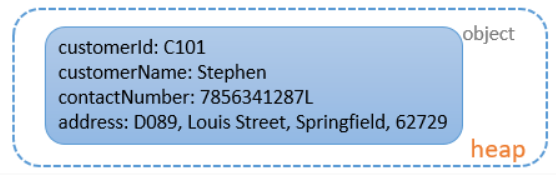 object
customerId: C101
customerName: Stephen
contactNumber: 7856341287L
address: D089, Louis Street, Springfield, 62729
heap